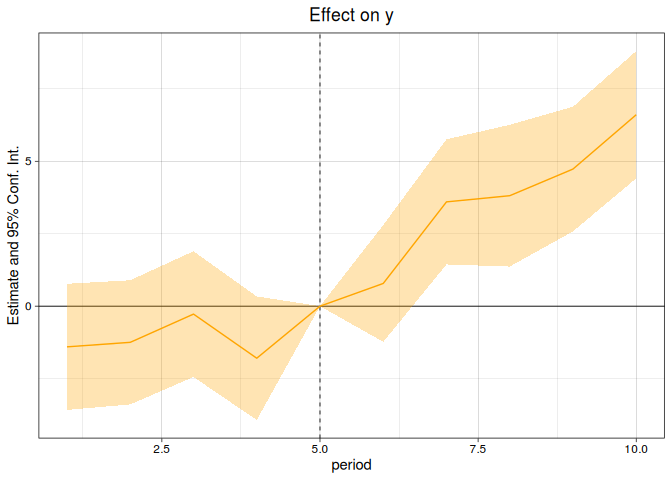 Effect on y
Estimate and 95% Conf. Int.
5
0
2.5
5.0
7.5
10.0
period